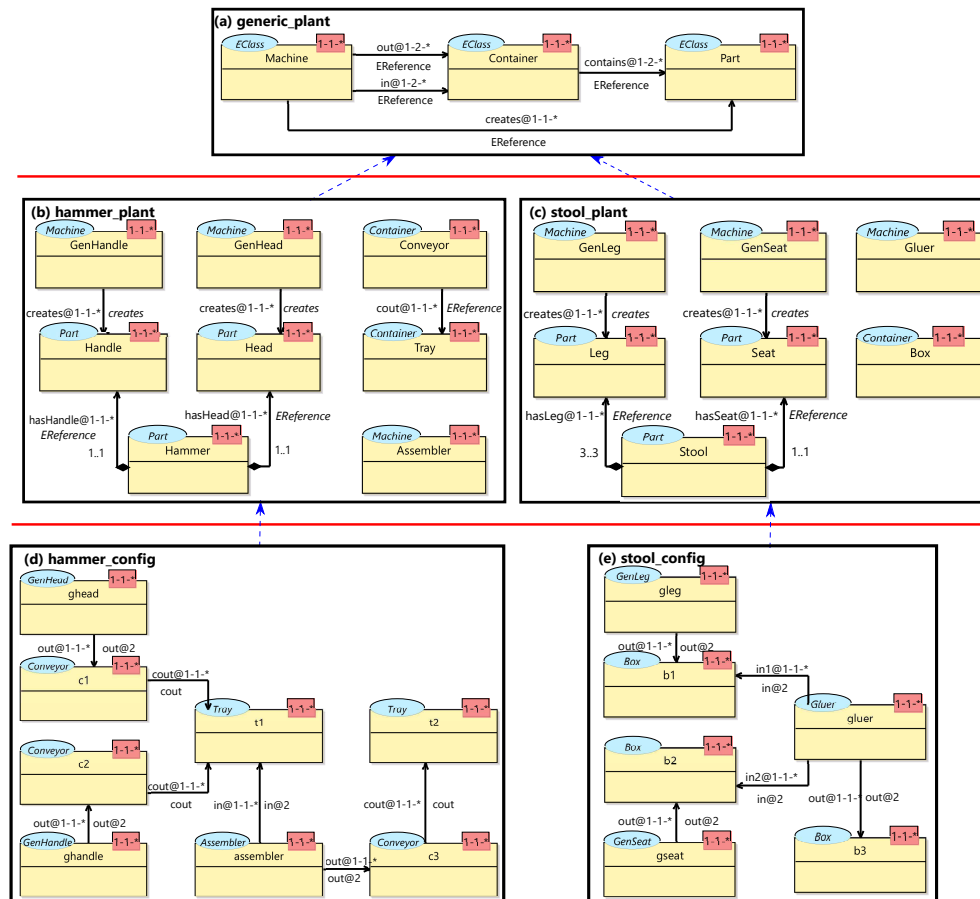 (a) generic_plant
EClass 1-1-* EClass 1-1-* EClass 1-1-*
Machine out@1-2-* Container Part
EReference contains@1-2-*
in@1-2-* EReference
EReference
creates@1-1-*
EReference
(b) hammer_plant
Machine 1-1-* Machine 1-1-* Container 1-1-*
GenHandle GenHead Conveyor
creates@1-1-* creates creates@1-1-* creates cout@1-1-* EReference
Part 1-1-* Part 1-1-* Container 1-1-*
Handle Head Tray
hasHandle@1-1-* hasHead@1-1-* EReference
EReference
Part 1-1-* Machine 1-1-*
1..1 Hammer 1..1 Assembler
(c) stool_plant
Machine 1-1-* Machine 1-1-* Machine 1-1-*
GenLeg GenSeat Gluer
creates@1-1-* creates creates@1-1-* creates
Part 1-1-* Part 1-1-* Container 1-1-*
Leg Seat Box
hasLeg@1-1-* EReference hasSeat@1-1-* EReference
Part 1-1-*
3..3 Stool 1..1
(d) hammer_config
GenHead 1-1-*
ghead
out@1-1-* out@2
Conveyor 1-1-*
c1 cout@1-1-*
cout
Tray 1-1-* Tray 1-1-*
t1 t2
Conveyor 1-1-*
c2
cout@1-1-*
cout
out@1-1-* out@2 in@1-1-* in@2 cout@1-1-* cout
GenHandle 1-1-* Assembler 1-1-* Conveyor 1-1-*
ghandle assembler c3
out@1-1-*
out@2
(e) stool_config
GenLeg 1-1-*
gleg
out@1-1-* out@2
Box 1-1-*
b1 in1@1-1-*
in@2
Gluer 1-1-*
gluer
Box 1-1-*
b2
in2@1-1-*
in@2
out@1-1-* out@2
out@1-1-* out@2
GenSeat 1-1-* Box 1-1-*
gseat b3